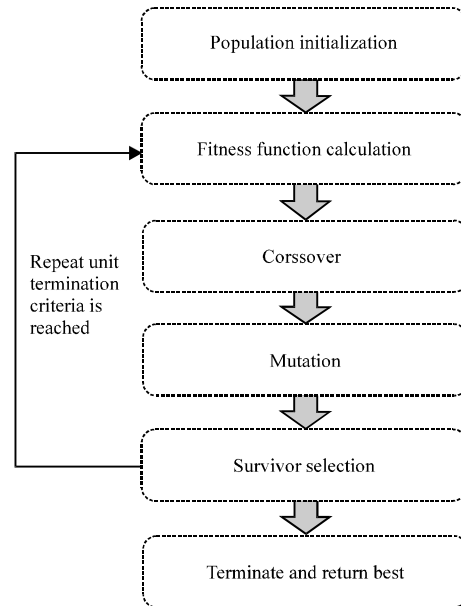 Population initialization
Fitness function calculation
Corssover
Repeat unit
termination
criteria is
reached
Mutation
Survivor selection
Terminate and return best